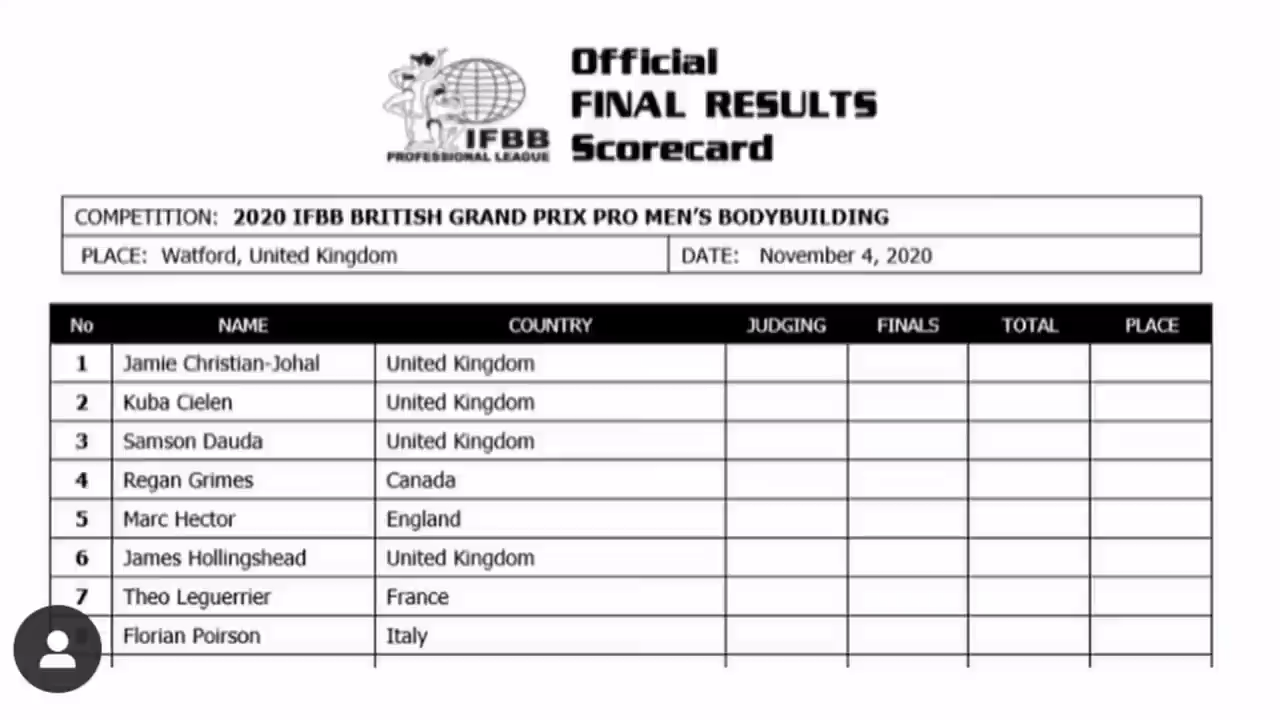 Official
FINAL RESULTS
Scorecard
IFBB
PROFESSIONAL LEAGUE
COMPETITION: 2020 IFBB BRITISH GRAND PRIX PRO MEN'S BODYBUILDING
PLACE: Watford, United Kingdom DATE: November 4, 2020
No NAME COUNTRY JUDGING FINALS TOTAL PLACE
1 Jamie Christian-Johal United Kingdom
2 Kuba Cielen United Kingdom
3 Samson Dauda United Kingdom
4 Regan Grimes Canada
5 Marc Hector England
6 James Hollingshead United Kingdom
7 Theo Leguerrier France
Florian Poirson Italy